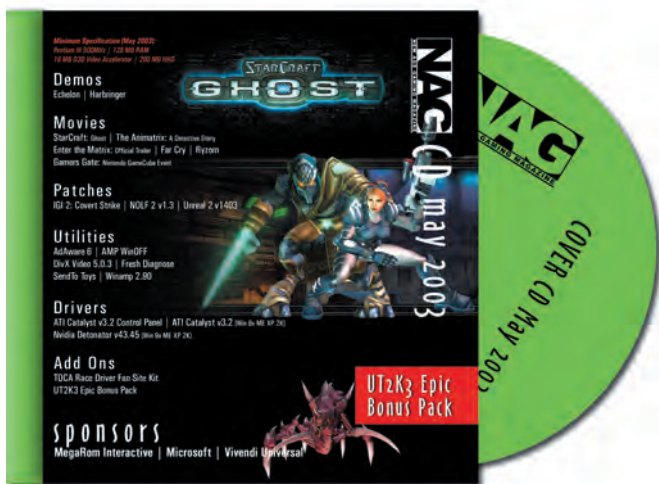 Minimum Specification (May 2003):
Pentium III 500MHz | 128 MB RAM
16 MB D3D Video Accelerator | 200 MB HDD
STARCRAFT
GHOST
Demos
Echelon | Harbinger
Movies
StarCraft: Ghost | The Animatrix: A Detective Story
Enter the Matrix: Official Trailer | Far Cry | Ryzom
Gamers Gate: Nintendo GameCube Event
Patches
IGI 2: Covert Strike | NOLF 2 v1.3 | Unreal 2 v1403
Utilities
AdAware 6 | AMP WinOFF
DivX Video 5.0.3 | Fresh Diagnose
SendTo Toys | Winamp 2.90
Drivers
ATI Catalyst v3.2 Control Panel | ATI Catalyst v3.2 [Win 9x ME XP 2K]
Nvidia Detonator v43.45 [Win 9x ME XP 2K]
Add Ons
TOCA Race Driver Fan Site Kit
UT2K3 Epic Bonus Pack
sponsors
MegaRom Interactive | Microsoft | Vivendi Universal
NAG
NEW AGE GAMING MAGAZINE
CD may 2003
UT2K3 Epic
Bonus Pack
NAG
GAMING MAGAZINE
COVER CD May 2003